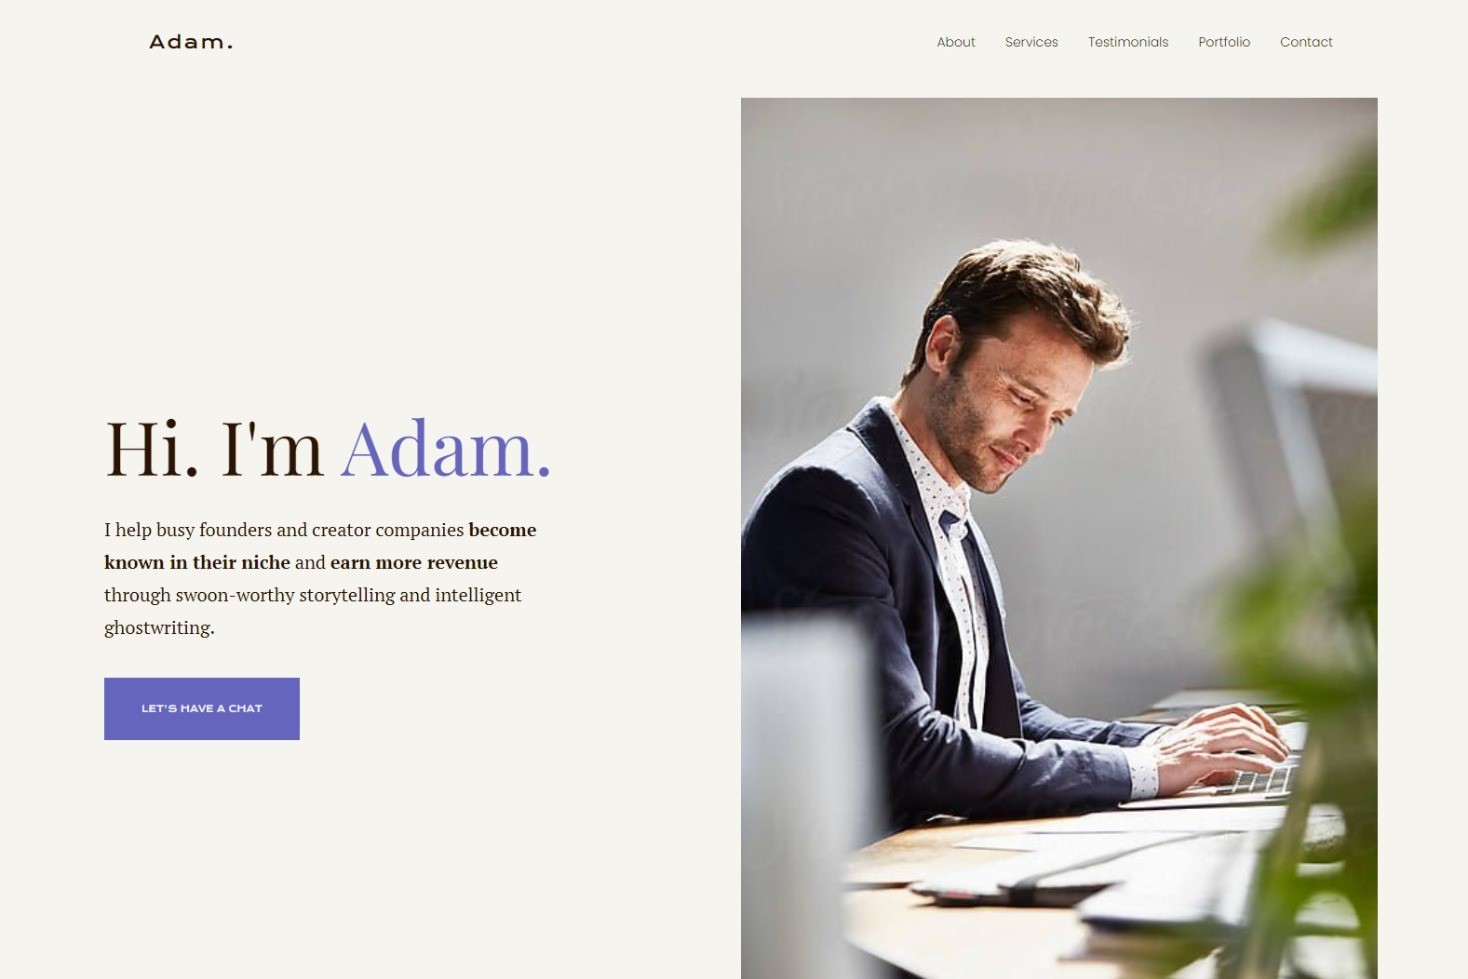 Adam.
About Services Testimonials Portfolio Contact
Hi. I'm Adam.
I help busy founders and creator companies become
known in their niche and earn more revenue
through swoon-worthy storytelling and intelligent
ghostwriting.
LET'S HAVE A CHAT